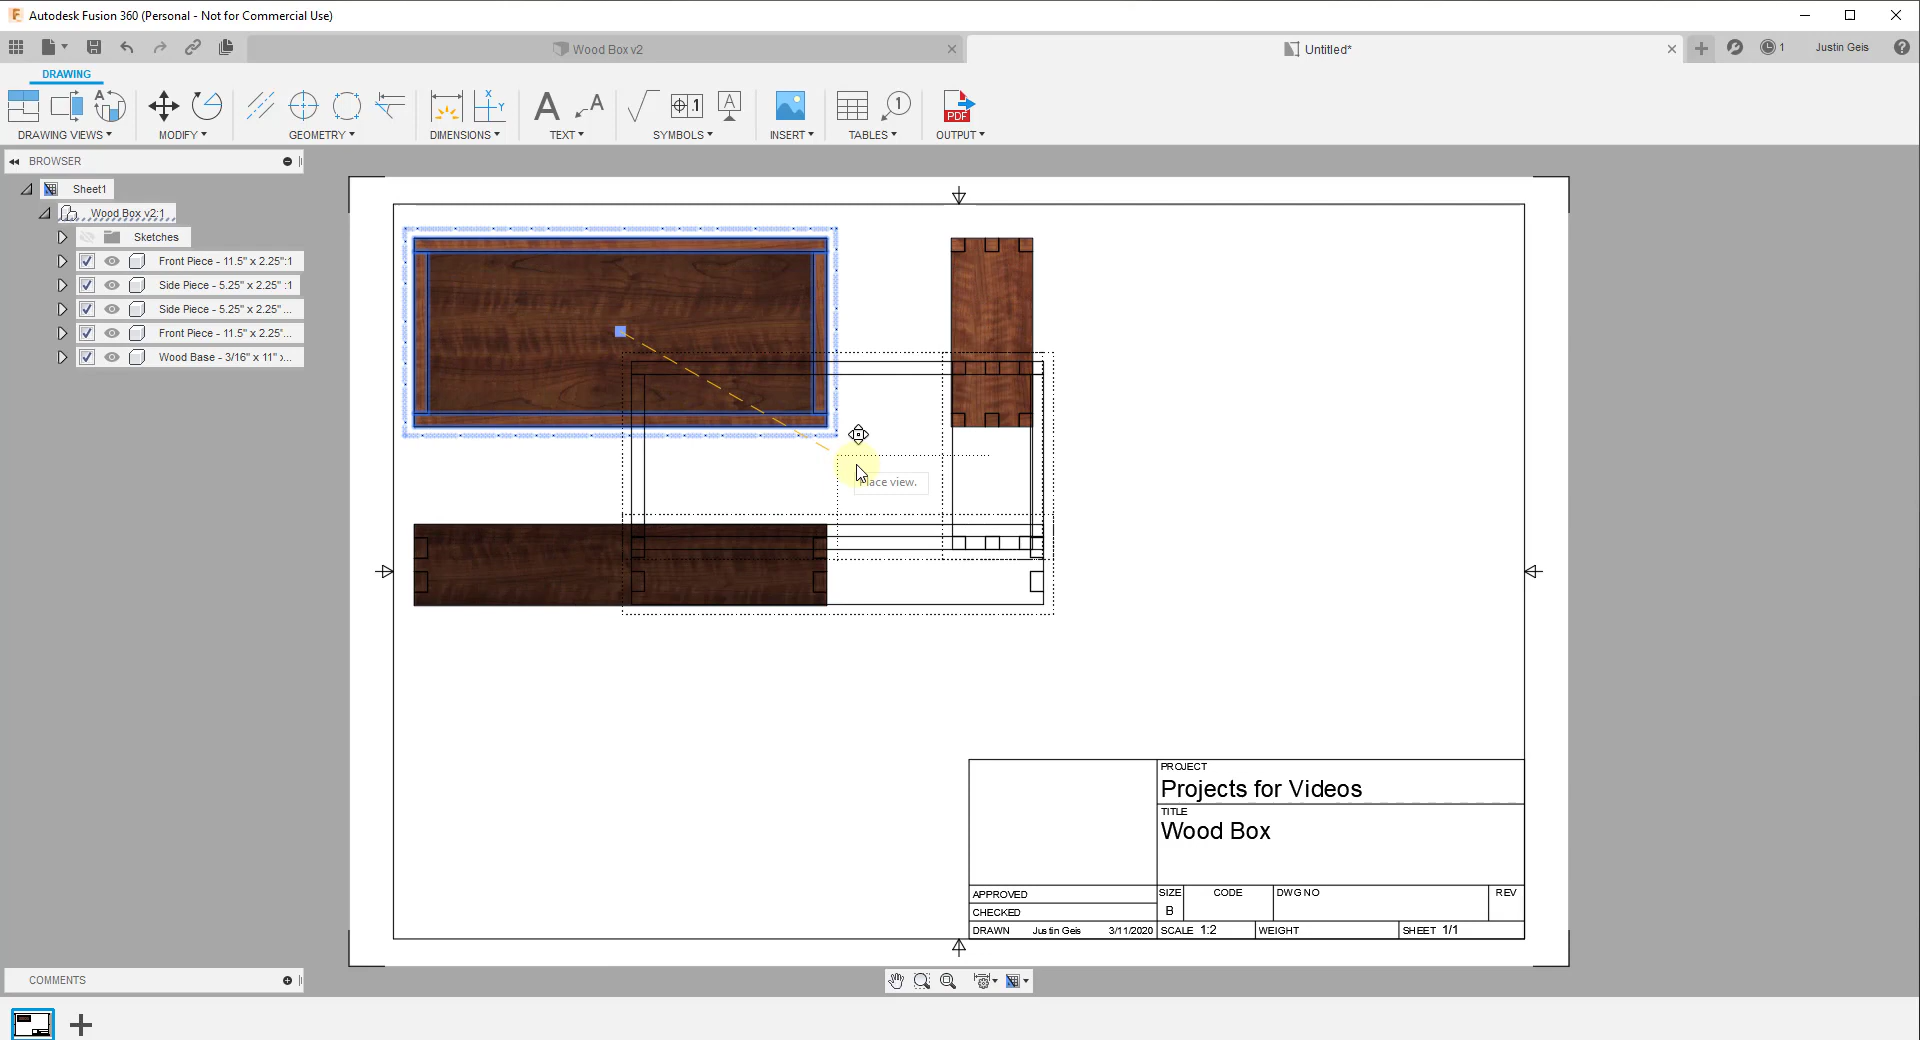 Autodesk Fusion 360 (Personal - Not for Commercial Use)
Wood Box v2
Untitled*
1
Justin Geis
DRAWING
DRAWING VIEWS
MODIFY
GEOMETRY
DIMENSIONS
TEXT
SYMBOLS
INSERT
TABLES
OUTPUT
BROWSER
Sheet1
Wood Box v2:1
Sketches
Front Piece - 11.5" x 2.25":1
Side Piece - 5.25" x 2.25" :1
Side Piece - 5.25" x 2.25" ...
Front Piece - 11.5" x 2.25"...
Wood Base - 3/16" x 11" x...
Place view.
PROJECT
Projects for Videos
TITLE
Wood Box
APPROVED
CHECKED
DRAWN Justin Geis 3/11/2020
SIZE
B
CODE
DWG NO
REV
SCALE 1:2
WEIGHT
SHEET 1/1
COMMENTS